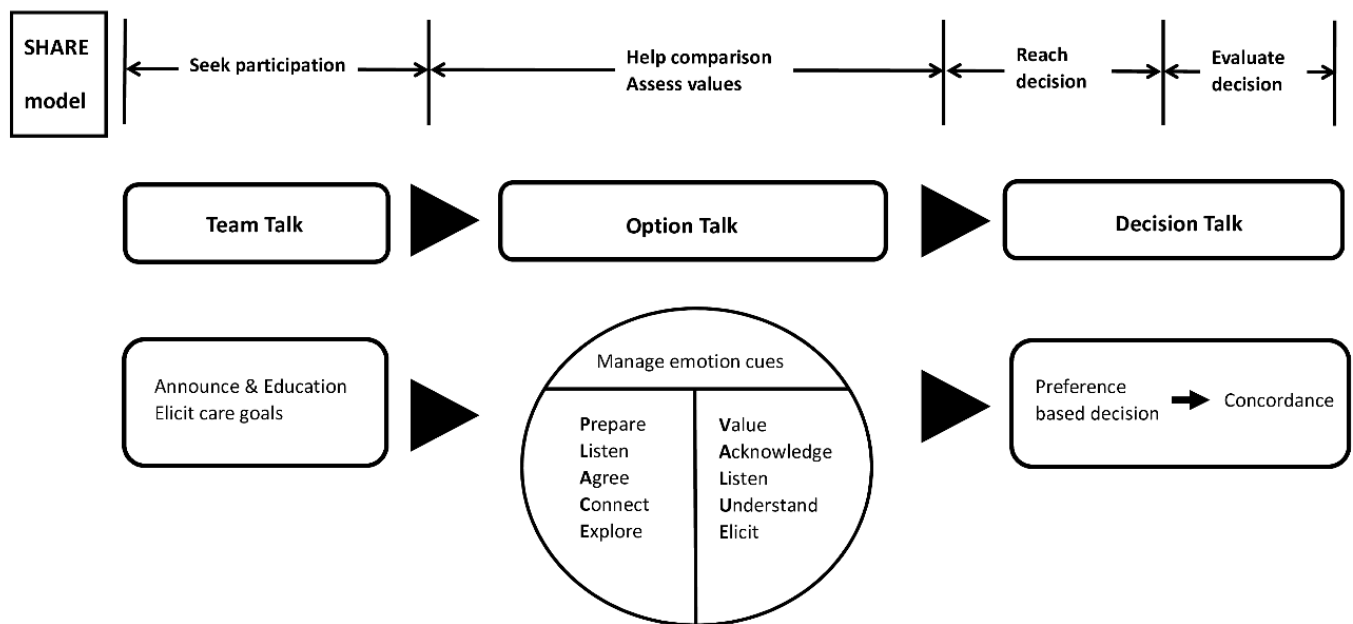 SHARE
model
Seek participation
Help comparison
Assess values
Reach
decision
Evaluate
decision
Team Talk
Option Talk
Decision Talk
Announce & Education
Elicit care goals
Manage emotion cues
Prepare
Listen
Agree
Connect
Explore
Value
Acknowledge
Listen
Understand
Elicit
Preference
based decision
Concordance